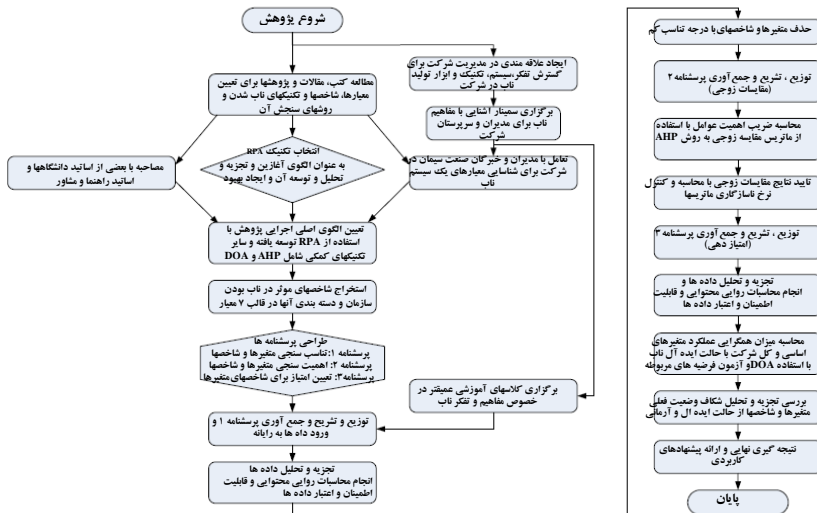 شروع پژوهش
ایجاد علاقه مندی در مدیریت شرکت برای
گسترش تفکر،سیستم، تکنیک و ابزار تولید
ناب در شرکت
مطالعه کتب، مقالات و پژوهشها برای تعیین
معیارها، شاخصها و تکنیکهای ناب شدن و
روشهای سنجش آن
برگزاری سمینار آشنایی با مفاهیم
ناب برای مدیران و سرپرستان
شرکت
انتخاب تکنیک RPA
به عنوان الگوی آغازین و تجزیه و
تحلیل و توسعه آن و ایجاد بهبود
مصاحبه با بعضی از اساتید دانشگاهها و
اساتید راهنما و مشاور
تعامل با مدیران و خبرگان صنعت سیمان در
شرکت برای شناسایی معیارهای یک سیستم
ناب
تعیین الگوی اصلی اجرایی پژوهش با
استفاده از RPA توسعه یافته و سایر
تکنیکهای کمکی شامل AHP و DOA
استخراج شاخصهای موثر در ناب بودن
سازمان و دسته بندی آنها در قالب ۷ معیار
طراحی پرسشنامه ها
پرسشنامه ۱:تناسب سنجی متغیرها و شاخصها
پرسشنامه ۲: اهمیت سنجی متغیرها و شاخصها
پرسشنامه۳: تعیین امتیاز برای شاخصهای متغیرها
برگزاری کلاسهای آموزشی عمیقتر در
خصوص مفاهیم و تفکر ناب
توزیع و تشریح و جمع آوری پرسشنامه ۱ و
ورود داه ها به رایانه
تجزیه و تحلیل داده ها
انجام محاسبات روایی محتوایی و قابلیت
اطمینان و اعتبار داده ها
حذف متغیرها و شاخصهای با درجه تناسب کم
توزیع ، تشریع و جمع آوری پرسشنامه ۲
(مقایسات زوجی)
محاسبه ضریب اهمیت عوامل با استفاده
از ماتریس مقایسه زوجی به روش AHP
تایید نتایج مقایسات زوجی با محاسبه و کنترل
نرخ ناسازگاری ماتریسها
توزیع ، تشریع و جمع آوری پرسشنامه ۳
(امتیاز دهی)
تجزیه و تحلیل داده ها و
انجام محاسبات روایی محتوایی و قابلیت
اطمینان و اعتبار داده ها
محاسبه میزان همگرایی عملکرد متغیرهای
اساسی و کل شرکت با حالت ایده آل ناب
با استفاده DOA و آزمون فرضیه های مربوطه
بررسی تجزیه و تحلیل شکاف وضعیت فعلی
متغیرها و شاخصها از حالت ایده ال و آرمانی
نتیجه گیری نهایی و ارائه پیشنهادهای
کاربردی
پایان